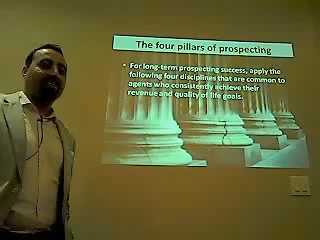 The four pillars of prospecting
• For long-term prospecting success, apply the
following four disciplines that are common to
agents who consistently achieve their
revenue and quality of life goals.